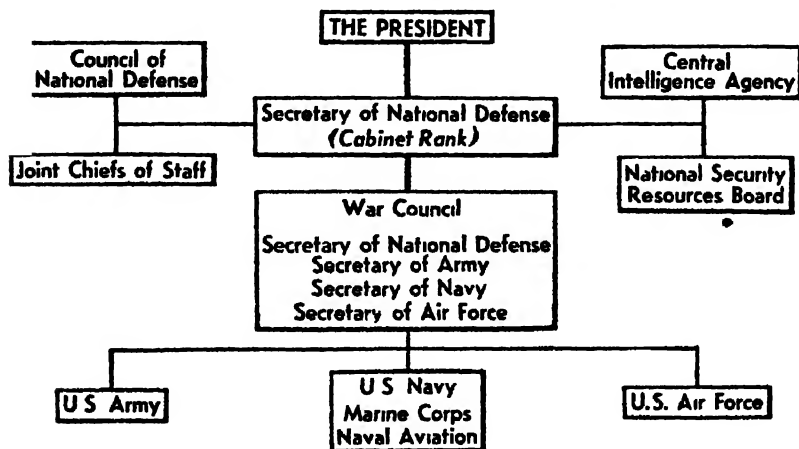 THE PRESIDENT
Council of
National Defense
Central
Intelligence Agency
Secretary of National Defense
(Cabinet Rank)
Joint Chiefs of Staff
National Security
Resources Board
War Council
Secretary of National Defense
Secretary of Army
Secretary of Navy
Secretary of Air Force
U S Army
U S Navy
Marine Corps
Naval Aviation
U.S. Air Force